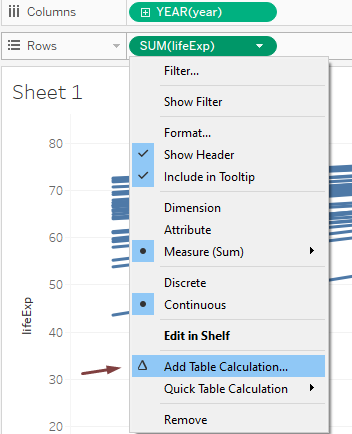 Columns
YEAR(year)
Rows
SUM(lifeExp)
Sheet 1
Filter...
Show Filter
Format...
Show Header
Include in Tooltip
Dimension
Attribute
Measure (Sum)
Discrete
Continuous
Edit in Shelf
Add Table Calculation...
Quick Table Calculation
Remove
lifeExp
80
70
60
50
40
30
20